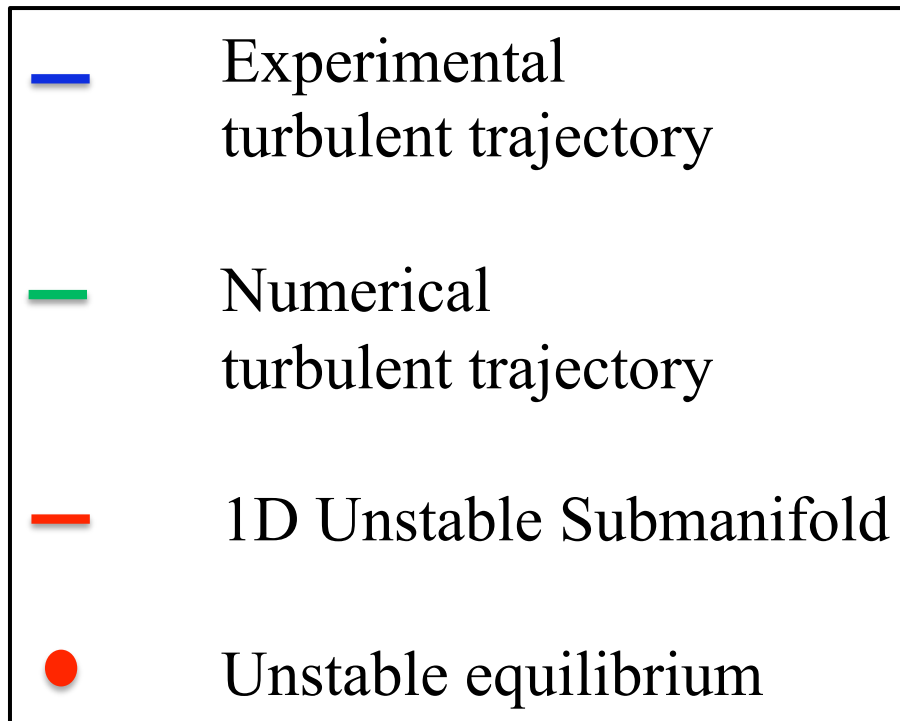 Experimental
turbulent trajectory
Numerical
turbulent trajectory
1D Unstable Submanifold
Unstable equilibrium